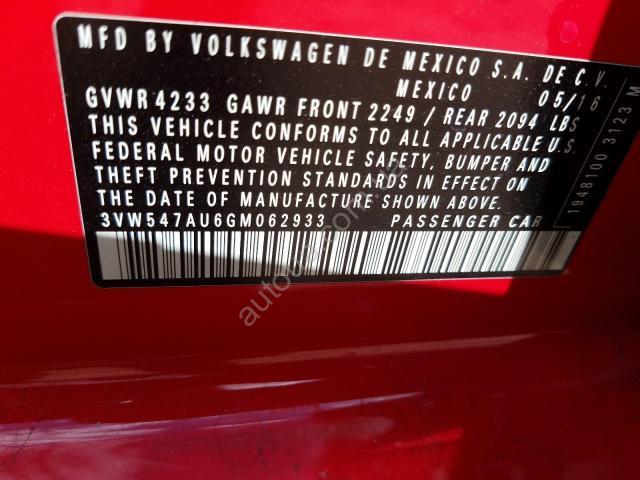 MFD BY VOLKSWAGEN DE MEXICO S.A. DE C.V.
MEXICO 05/16
GVWR 4233 GAWR FRONT 2249 / REAR 2094 LBS
THIS VEHICLE CONFORMS TO ALL APPLICABLE U.S.
FEDERAL MOTOR VEHICLE SAFETY, BUMPER AND
THEFT PREVENTION STANDARDS IN EFFECT ON
THE DATE OF MANUFACTURE SHOWN ABOVE
3VW547AU6GM062933 PASSENGER CAR
1948100 3123 M